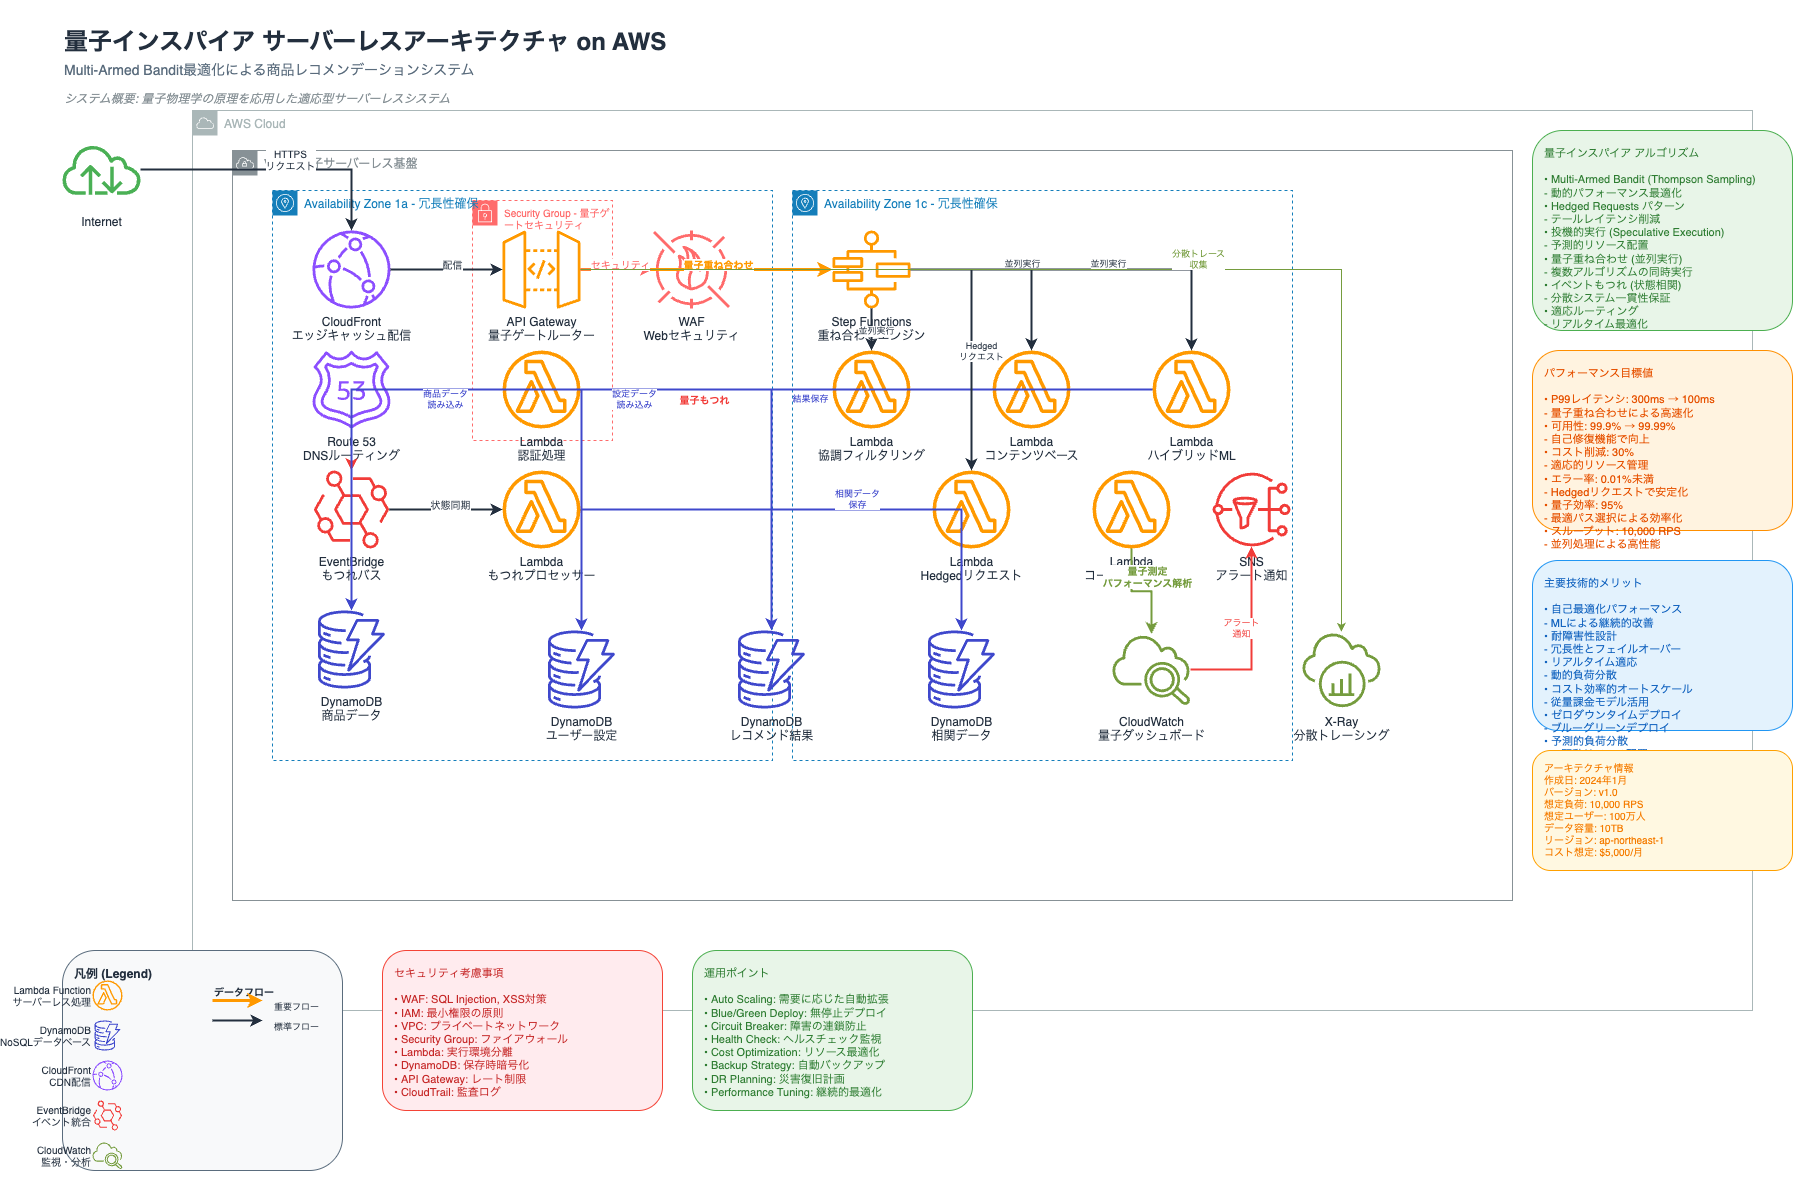 量子インスパイア サーバーレスアーキテクチャ on AWS
Multi-Armed Bandit最適化による商品レコメンデーションシステム
システム概要: 量子物理学の原理を応用した適応型サーバーレスシステム
AWS Cloud
子サーバーレス基盤
HTTPS
リクエスト
Internet
Availability Zone 1a - 冗長性確保
Security Group - 量子ゲ
ートセキュリティ
Availability Zone 1c - 冗長性確保
配信
セキュリティ
量子重ね合わせ
並列実行
並列実行
分散トレース
収集
CloudFront
エッジキャッシュ配信
API Gateway
量子ゲートルーター
WAF
Webセキュリティ
Step Functions
重ね合わ
ンジン
並列実行
Hedged
リクエスト
53
商品データ
読み込み
設定データ
読み込み
量子もつれ
結果保存
Route 53
DNSルーティング
Lambda
認証処理
Lambda
協調フィルタリング
Lambda
コンテンツベース
Lambda
ハイブリッドML
状態同期
相関データ
保存
EventBridge
もつれバス
Lambda
もつれプロセッサー
Lambda
Hedgedリクエスト
Lambda
コー
量子測定
パフォーマンス解析
SNS
アラート通知
アラート
通知
DynamoDB
商品データ
DynamoDB
ユーザー設定
DynamoDB
レコメンド結果
DynamoDB
相関データ
CloudWatch
量子ダッシュボード
X-Ray
分散トレーシング
量子インスパイア アルゴリズム
• Multi-Armed Bandit (Thompson Sampling)
- 動的パフォーマンス最適化
• Hedged Requests パターン
- テールレイテンシ削減
• 投機的実行 (Speculative Execution)
- 予測的リソース配置
• 量子重ね合わせ (並列実行)
- 複数アルゴリズムの同時実行
• イベントもつれ (状態相関)
- 分散システム一貫性保証
• 適応ルーティング
- リアルタイム最適化
パフォーマンス目標値
• P99レイテンシ: 300ms → 100ms
- 量子重ね合わせによる高速化
• 可用性: 99.9% → 99.99%
- 自己修復機能で向上
• コスト削減: 30%
- 適応的リソース管理
• エラー率: 0.01%未満
- Hedgedリクエストで安定化
• 量子効率: 95%
- 最適パス選択による効率化
• スループット: 10,000 RPS
- 並列処理による高性能
主要技術的メリット
• 自己最適化パフォーマンス
- MLによる継続的改善
• 耐障害性設計
- 冗長性とフェイルオーバー
• リアルタイム適応
- 動的負荷分散
• コスト効率的オートスケール
- 従量課金モデル活用
• ゼロダウンタイムデプロイ
- ブルーグリーンデプロイ
• 予測的負荷分散
アーキテクチャ情報
作成日: 2024年1月
バージョン: v1.0
想定負荷: 10,000 RPS
想定ユーザー: 100万人
データ容量: 10TB
リージョン: ap-northeast-1
コスト想定: $5,000/月
凡例 (Legend)
Lambda Function
サーバーレス処理
DynamoDB
NoSQLデータベース
CloudFront
CDN配信
EventBridge
イベント統合
CloudWatch
監視・分析
データフロー
重要フロー
標準フロー
セキュリティ考慮事項
• WAF: SQL Injection, XSS対策
• IAM: 最小権限の原則
• VPC: プライベートネットワーク
• Security Group: ファイアウォール
• Lambda: 実行環境分離
• DynamoDB: 保存時暗号化
• API Gateway: レート制限
• CloudTrail: 監査ログ
運用ポイント
• Auto Scaling: 需要に応じた自動拡張
• Blue/Green Deploy: 無停止デプロイ
• Circuit Breaker: 障害の連鎖防止
• Health Check: ヘルスチェック監視
• Cost Optimization: リソース最適化
• Backup Strategy: 自動バックアップ
• DR Planning: 災害復旧計画
• Performance Tuning: 継続的最適化